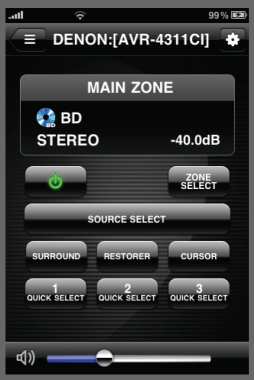 99%
DENON:[AVR-4311CI]
MAIN ZONE
BD BD
STEREO -40.0dB
ZONE
SELECT
SOURCE SELECT
SURROUND RESTORER CURSOR
1 2 3
QUICK SELECT QUICK SELECT QUICK SELECT